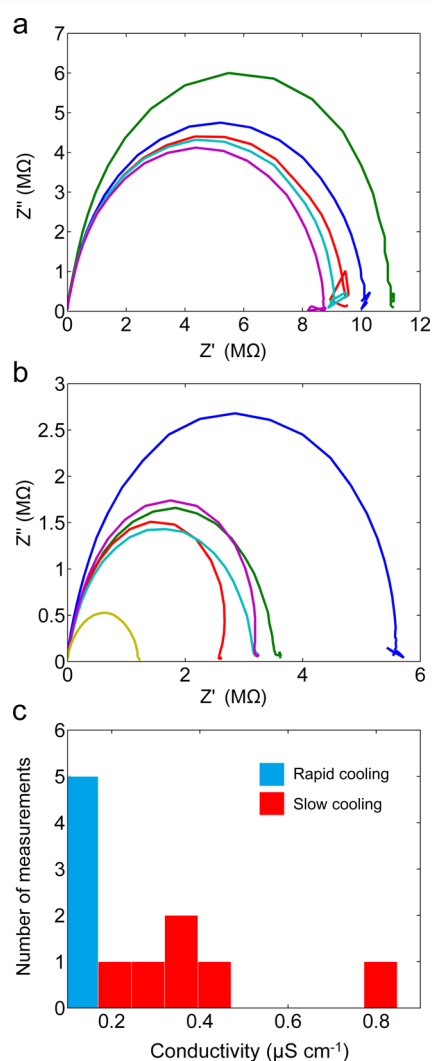 a
7
6
5
4
3
2
1
0
Z'' (MΩ)
0 2 4 6 8 10 12
Z' (MΩ)
b
3
2.5
2
1.5
1
0.5
0
Z'' (MΩ)
0 2 4 6
Z' (MΩ)
c
6
5
4
3
2
1
0
Number of measurements
Rapid cooling
Slow cooling
0.2 0.4 0.6 0.8
Conductivity (µS cm⁻¹)